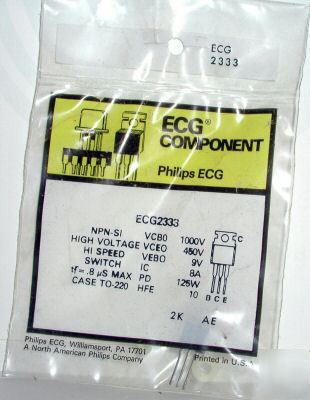 ECG
2333
ECG®
COMPONENT
Philips ECG
ECG2333
NPN-SI VCBO 1000V
HIGH VOLTAGE VCEO 450V
HI SPEED VEBO 9V
SWITCH IC 8A
tf=.8 µS MAX PD 125W
CASE TO-220 HFE 10
C
B C E
2K AE
Philips ECG, Williamsport, PA 17701
A North American Philips Company
Printed in U.S.